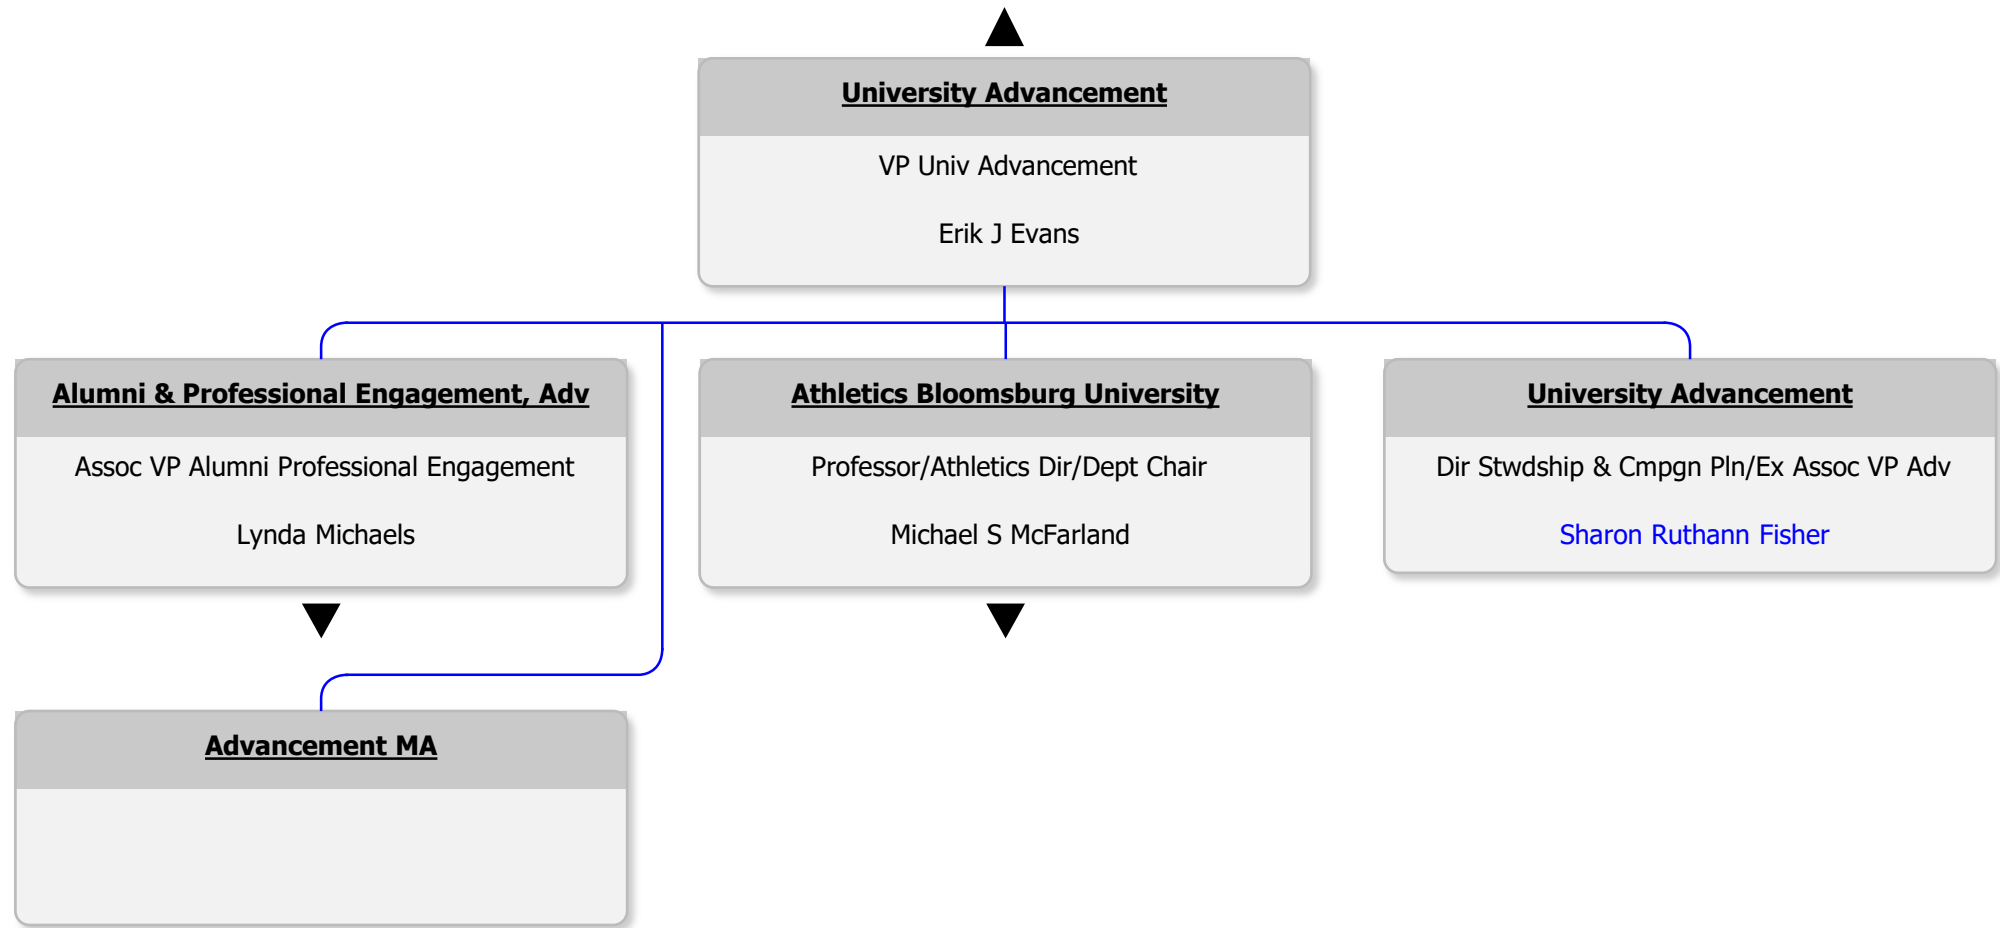 University Advancement
VP Univ Advancement
Erik J Evans
Alumni & Professional Engagement, Adv
Assoc VP Alumni Professional Engagement
Lynda Michaels
Athletics Bloomsburg University
Professor/Athletics Dir/Dept Chair
Michael S McFarland
University Advancement
Dir Stwdship & Cmpgn Pln/Ex Assoc VP Adv
Sharon Ruthann Fisher
Advancement MA